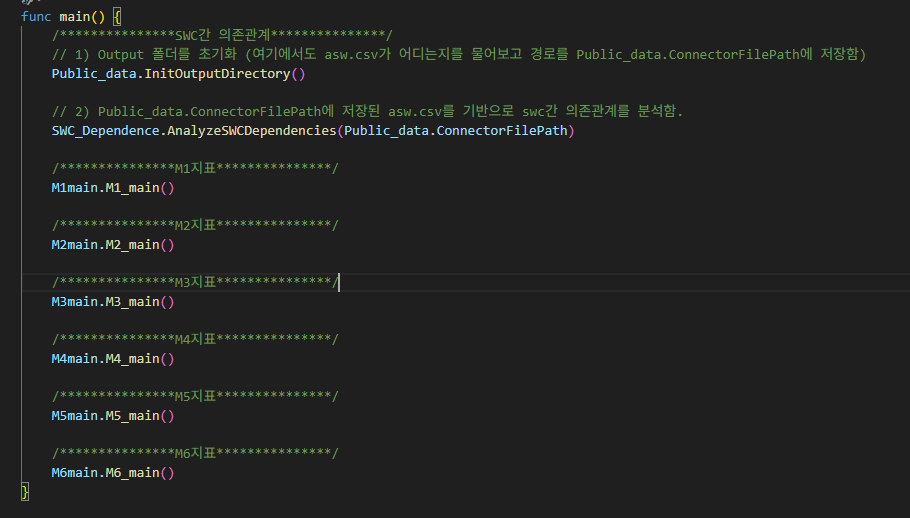 func main() {
/***************SWC간 의존관계***************/
// 1) Output 폴더를 초기화 (여기에서도 asw.csv가 어디는지를 물어보고 경로를 Public_data.ConnectorFilePath에 저장함)
Public_data.InitOutputDirectory()
// 2) Public_data.ConnectorFilePath에 저장된 asw.csv를 기반으로 swc간 의존관계를 분석함.
SWC_Dependence.AnalyzeSWCDependencies(Public_data.ConnectorFilePath)
/***************M1지표***************/
M1main.M1_main()
/***************M2지표***************/
M2main.M2_main()
/***************M3지표***************/
M3main.M3_main()
/***************M4지표***************/
M4main.M4_main()
/***************M5지표***************/
M5main.M5_main()
/***************M6지표***************/
M6main.M6_main()
}